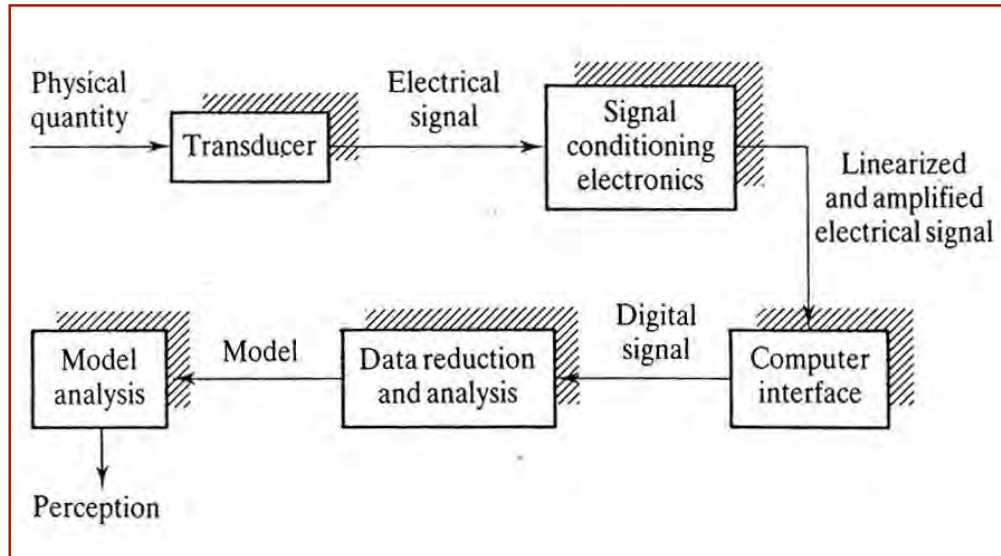 Physical
quantity
Transducer
Electrical
signal
Signal
conditioning
electronics
Linearized
and amplified
electrical signal
Computer
interface
Digital
signal
Data reduction
and analysis
Model
Model
analysis
Perception